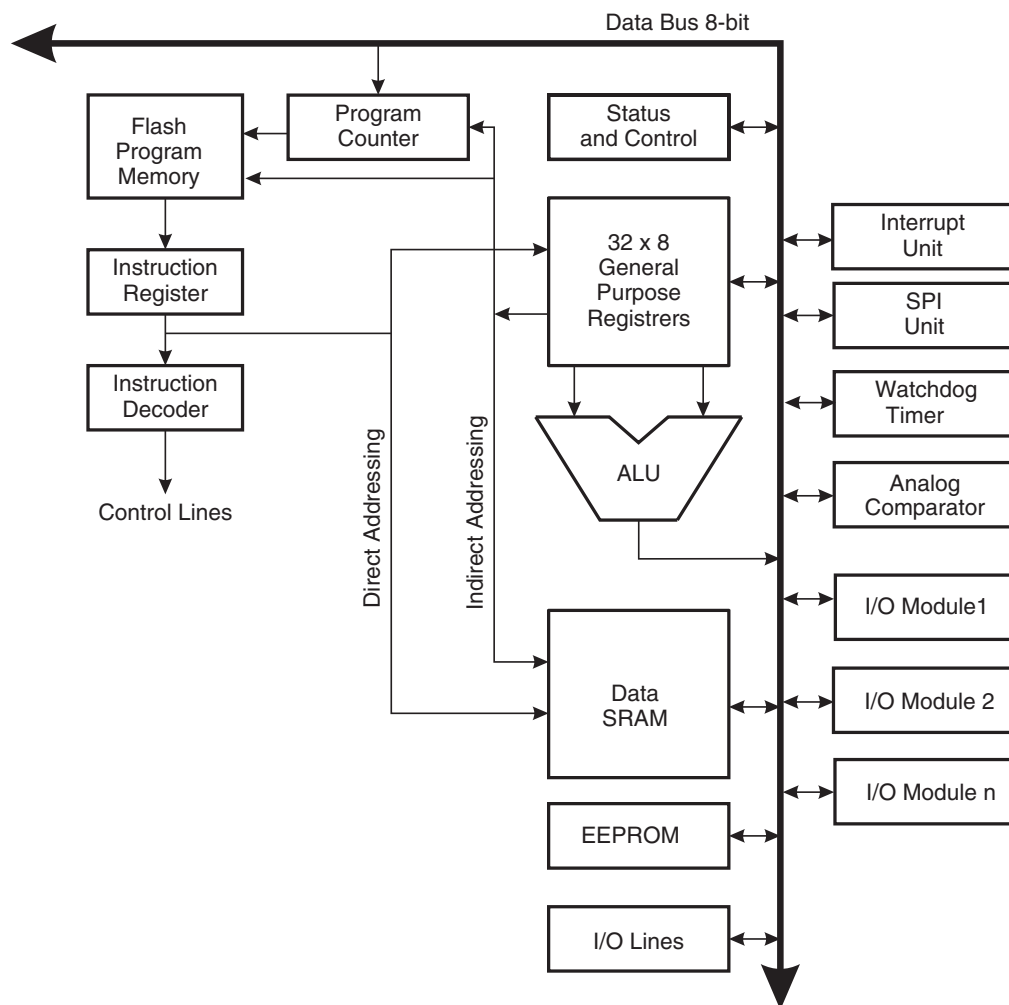 Data Bus 8-bit
Flash
Program
Memory
Program
Counter
Status
and Control
Interrupt
Unit
32 x 8
General
Purpose
Registrers
Instruction
Register
SPI
Unit
Instruction
Decoder
Watchdog
Timer
ALU
Analog
Comparator
Control Lines
Direct Addressing
Indirect Addressing
I/O Module1
Data
SRAM
I/O Module 2
I/O Module n
EEPROM
I/O Lines